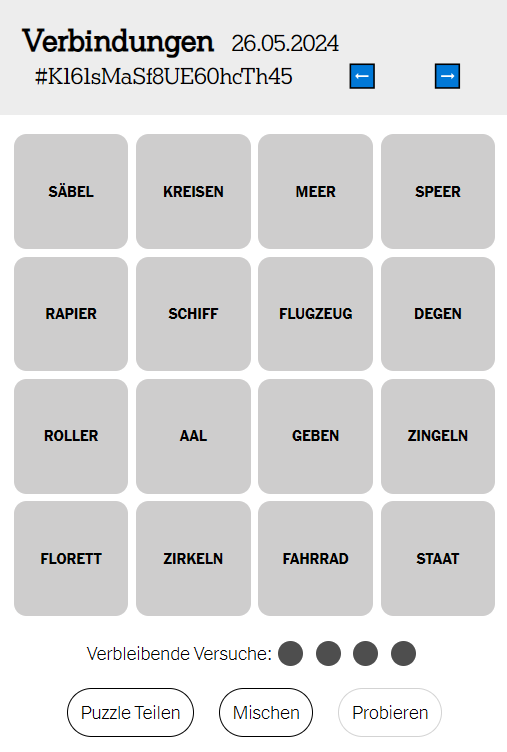 Verbindungen 26.05.2024
#K161sMaSf8UE60hcTh45 ← →
SÄBEL KREISEN MEER SPEER
RAPIER SCHIFF FLUGZEUG DEGEN
ROLLER AAL GEBEN ZINGELN
FLORETT ZIRKELN FAHRRAD STAAT
Verbleibende Versuche:
Puzzle Teilen Mischen Probieren